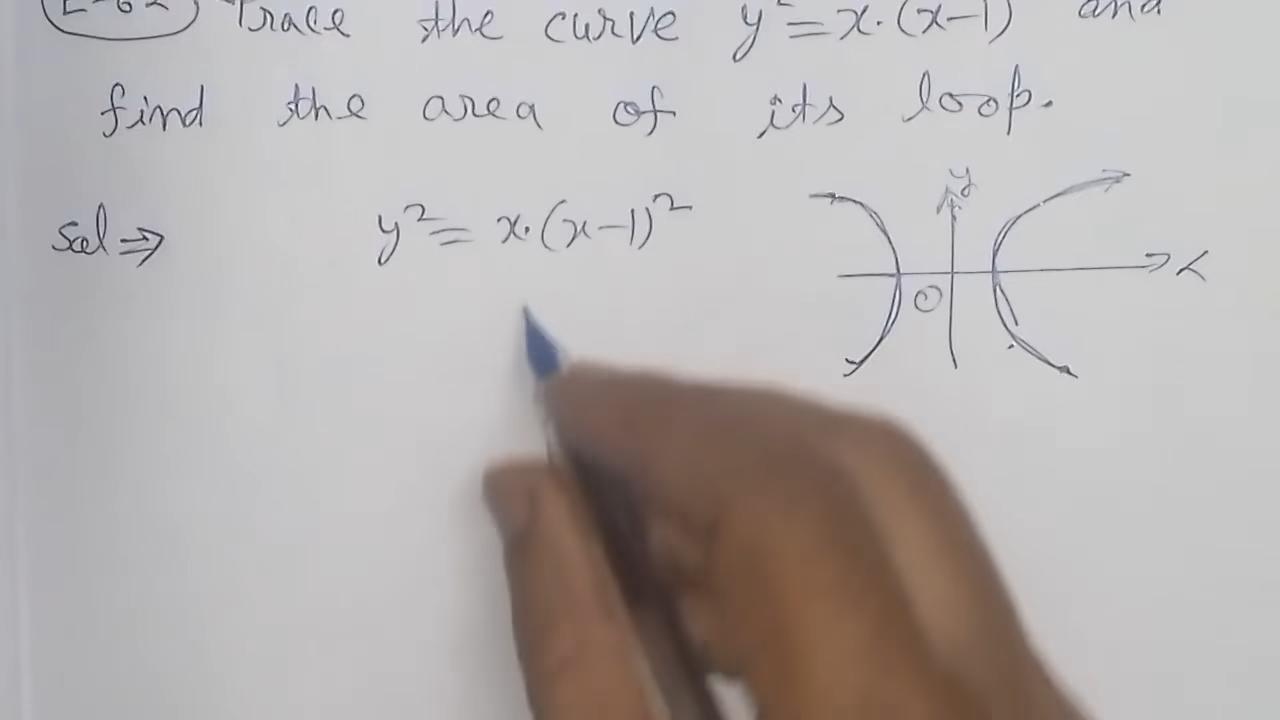 Trace the curve y²=x.(x-1) and
find the area of its loop.
Sol ⇒ y² = x.(x-1)²
y
O